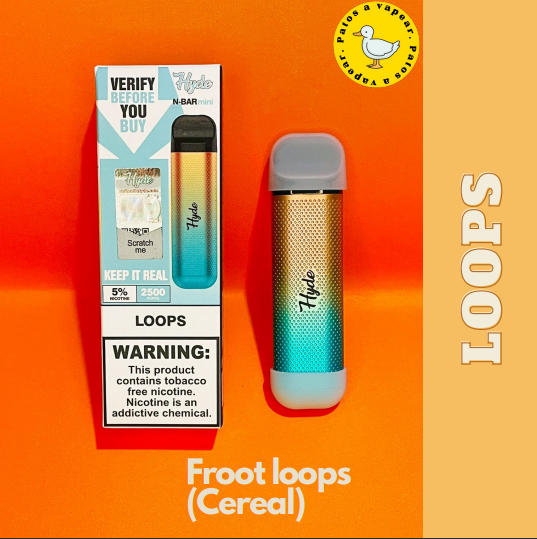 Patos a vapear. Patos a vapear.
VERIFY
BEFORE
YOU
BUY
Hyde
N-BAR mini
Hyde
Hyde
Scratch
me
KEEP IT REAL
5%
NICOTINE
2500
LOOPS
WARNING:
This product
contains tobacco
free nicotine.
Nicotine is an
addictive chemical.
Hyde
LOOPS
Froot loops
(Cereal)